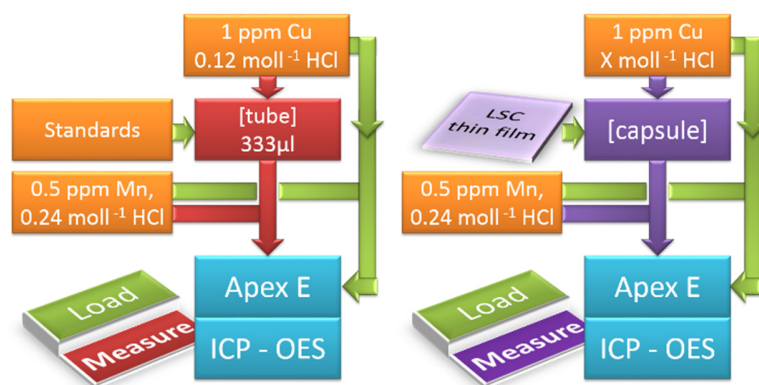 1 ppm Cu
0.12 moll -1 HCl
Standards
[tube]
333µl
0.5 ppm Mn,
0.24 moll -1 HCl
Apex E
ICP - OES
Load
Measure
1 ppm Cu
X moll -1 HCl
LSC
thin film
[capsule]
0.5 ppm Mn,
0.24 moll -1 HCl
Apex E
ICP - OES
Load
Measure